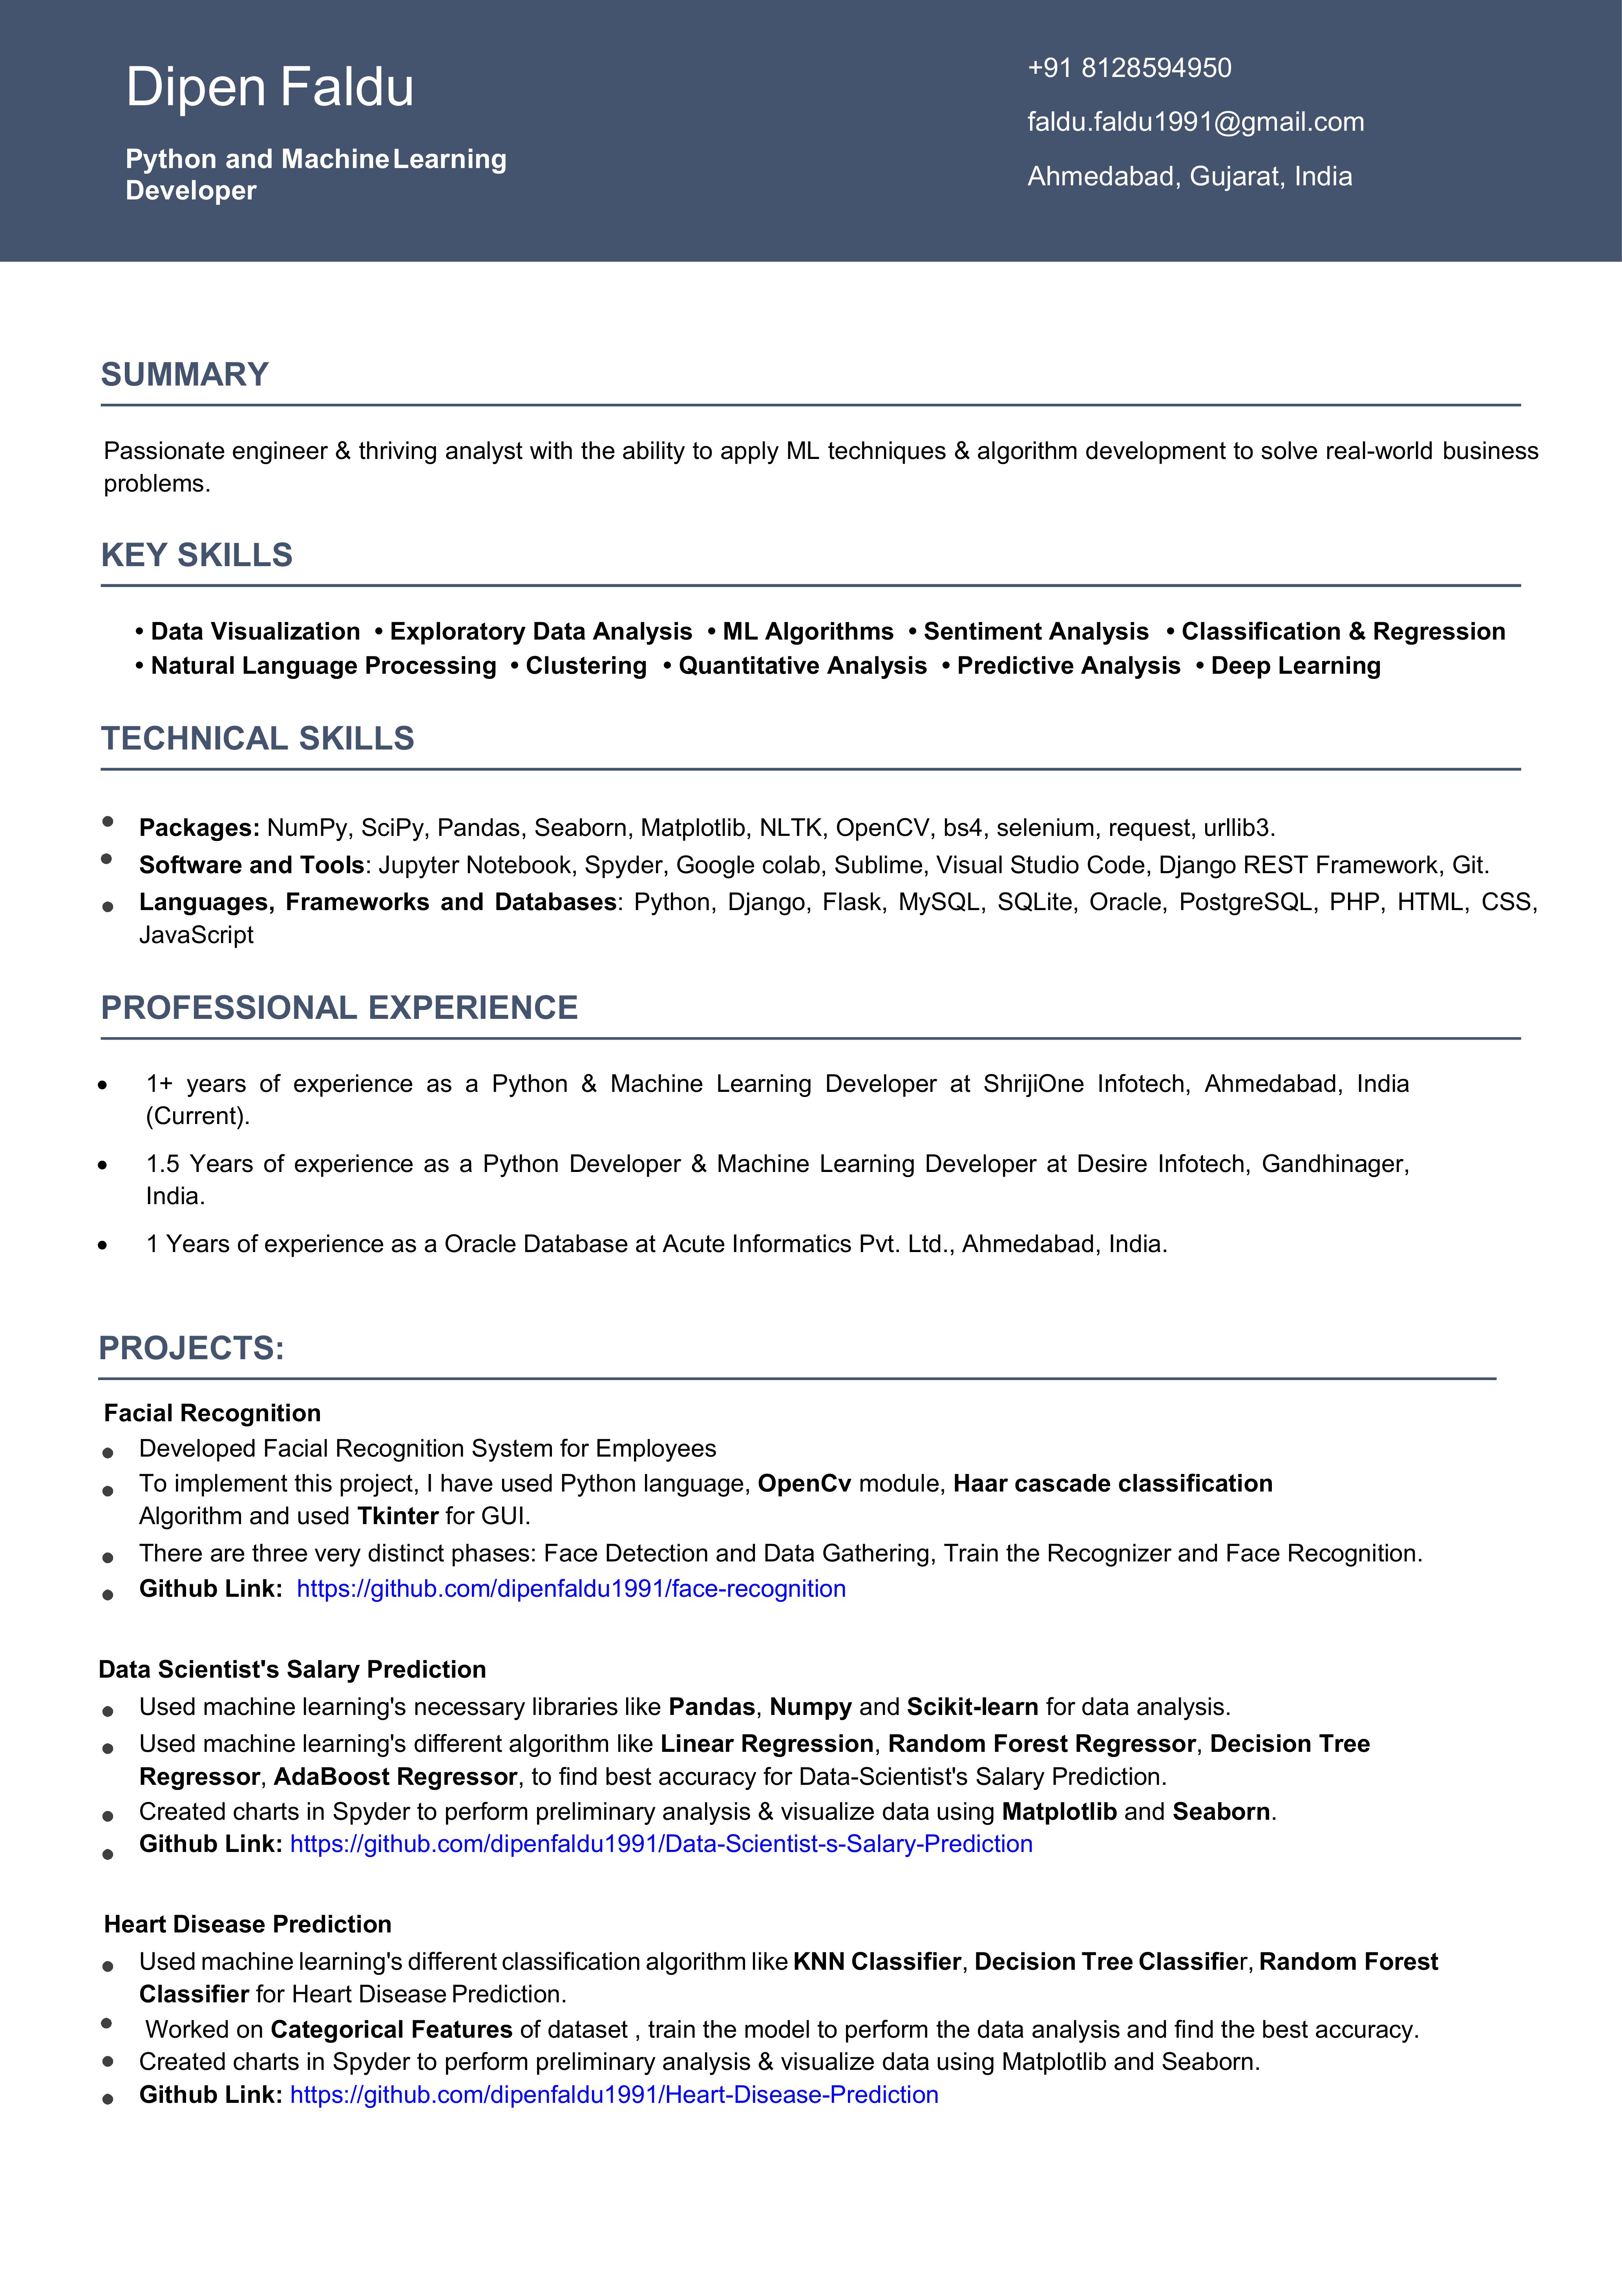 Dipen Faldu
Python and Machine Learning
Developer
+91 8128594950
faldu.faldu1991@gmail.com
Ahmedabad, Gujarat, India
SUMMARY
Passionate engineer & thriving analyst with the ability to apply ML techniques & algorithm development to solve real-world business
problems.
KEY SKILLS
• Data Visualization • Exploratory Data Analysis • ML Algorithms • Sentiment Analysis • Classification & Regression
• Natural Language Processing • Clustering • Quantitative Analysis • Predictive Analysis • Deep Learning
TECHNICAL SKILLS
• Packages: NumPy, SciPy, Pandas, Seaborn, Matplotlib, NLTK, OpenCV, bs4, selenium, request, urllib3.
• Software and Tools: Jupyter Notebook, Spyder, Google colab, Sublime, Visual Studio Code, Django REST Framework, Git.
• Languages, Frameworks and Databases: Python, Django, Flask, MySQL, SQLite, Oracle, PostgreSQL, PHP, HTML, CSS,
JavaScript
PROFESSIONAL EXPERIENCE
• 1+ years of experience as a Python & Machine Learning Developer at ShrijiOne Infotech, Ahmedabad, India
(Current).
• 1.5 Years of experience as a Python Developer & Machine Learning Developer at Desire Infotech, Gandhinager,
India.
• 1 Years of experience as a Oracle Database at Acute Informatics Pvt. Ltd., Ahmedabad, India.
PROJECTS:
Facial Recognition
• Developed Facial Recognition System for Employees
• To implement this project, I have used Python language, OpenCv module, Haar cascade classification
Algorithm and used Tkinter for GUI.
• There are three very distinct phases: Face Detection and Data Gathering, Train the Recognizer and Face Recognition.
• Github Link: https://github.com/dipenfaldu1991/face-recognition
Data Scientist's Salary Prediction
• Used machine learning's necessary libraries like Pandas, Numpy and Scikit-learn for data analysis.
• Used machine learning's different algorithm like Linear Regression, Random Forest Regressor, Decision Tree
Regressor, AdaBoost Regressor, to find best accuracy for Data-Scientist's Salary Prediction.
• Created charts in Spyder to perform preliminary analysis & visualize data using Matplotlib and Seaborn.
• Github Link: https://github.com/dipenfaldu1991/Data-Scientist-s-Salary-Prediction
Heart Disease Prediction
• Used machine learning's different classification algorithm like KNN Classifier, Decision Tree Classifier, Random Forest
Classifier for Heart Disease Prediction.
• Worked on Categorical Features of dataset , train the model to perform the data analysis and find the best accuracy.
• Created charts in Spyder to perform preliminary analysis & visualize data using Matplotlib and Seaborn.
• Github Link: https://github.com/dipenfaldu1991/Heart-Disease-Prediction